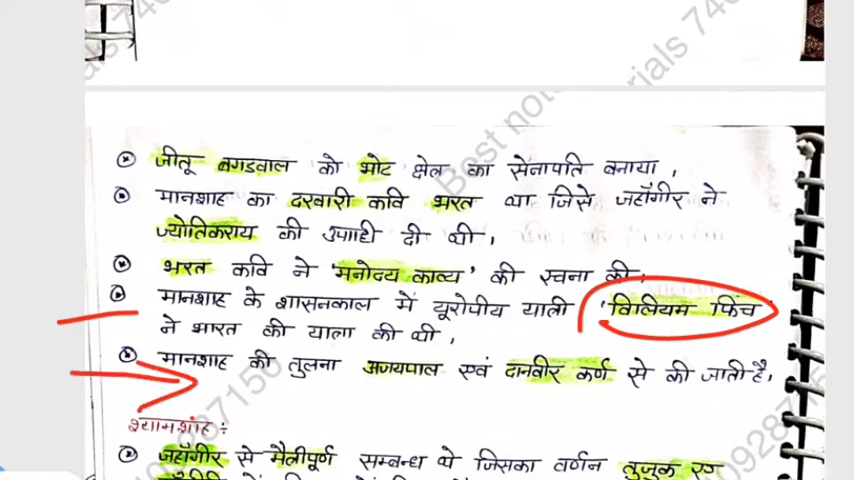 जीतू बगडवाल को भोट क्षेत्र का सेनापति बनाया,
मानशाह का दरबारी कवि भरत था जिसे जहाँगीर ने
ज्योतिकराय की उपाधी दी थी,
भरत कवि ने 'मनोदय काव्य' की रचना की,
मानशाह के शासनकाल में यूरोपीय यात्री 'विलियम फिंच'
ने भारत की यात्रा की थी,
मानशाह की तुलना अजयपाल एवं दानवीर कर्ण से की जाती है,
श्यामशाह :
जहाँगीर से मैत्रीपूर्ण सम्बन्ध थे जिसका वर्णन तुजुक